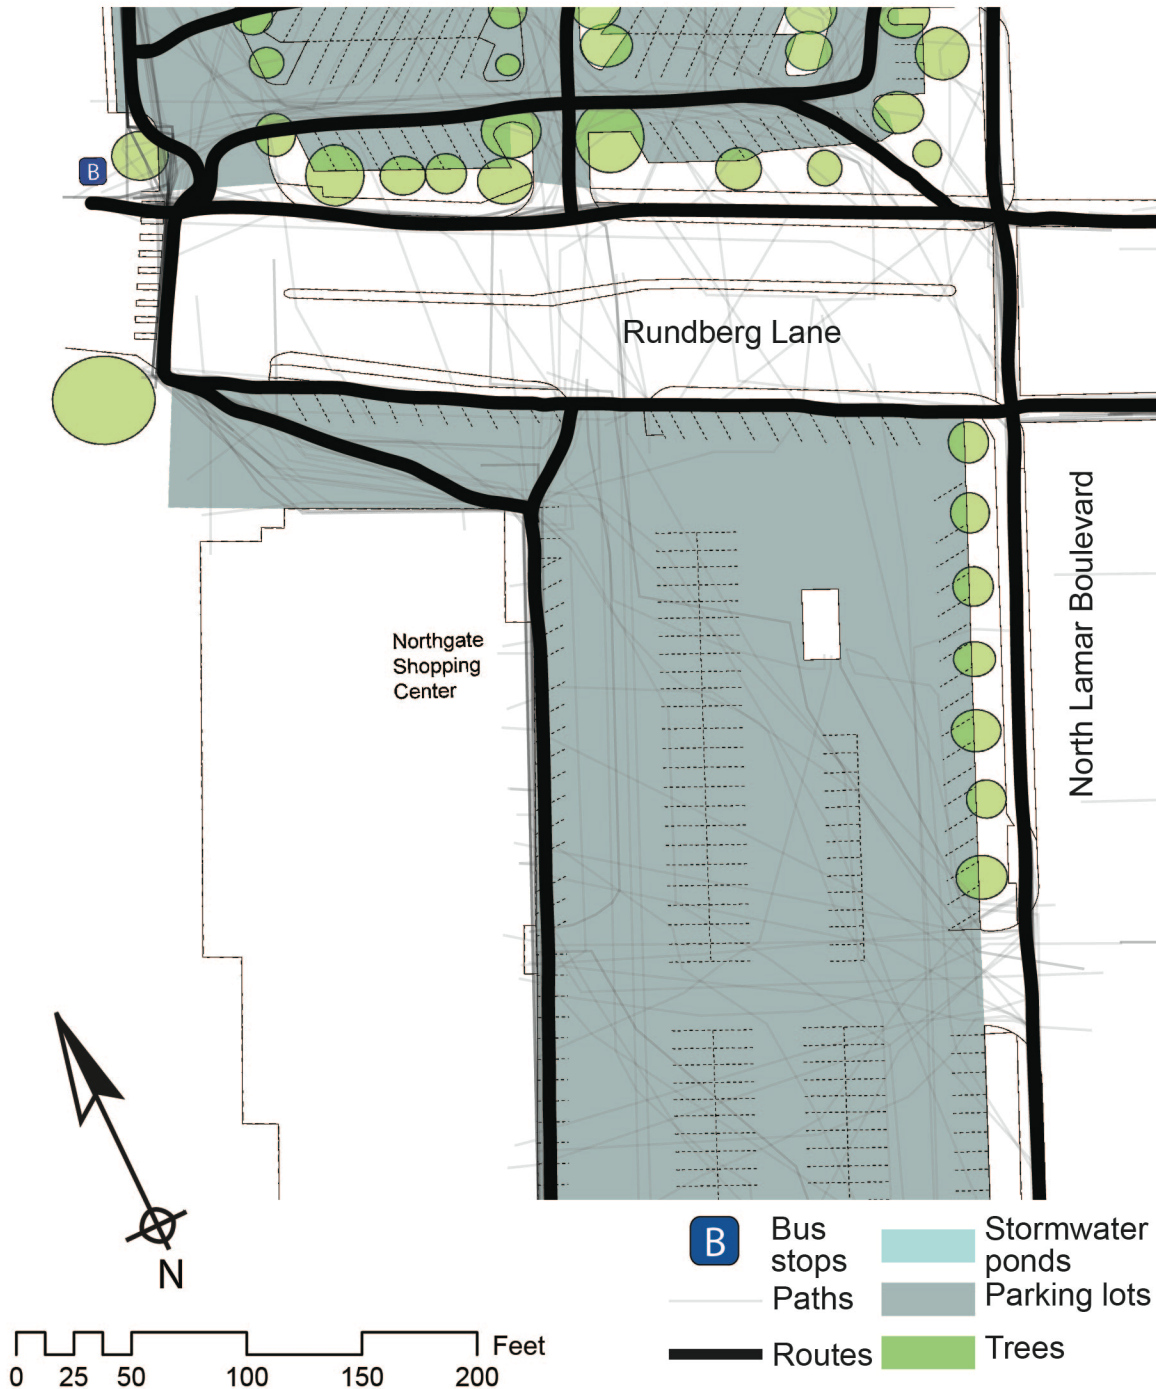 B
Rundberg Lane
North Lamar Boulevard
Northgate
Shopping
Center
N
B
Bus
stops
Stormwater
ponds
Paths
Parking lots
Routes
Trees
Feet
0 25 50 100 150 200